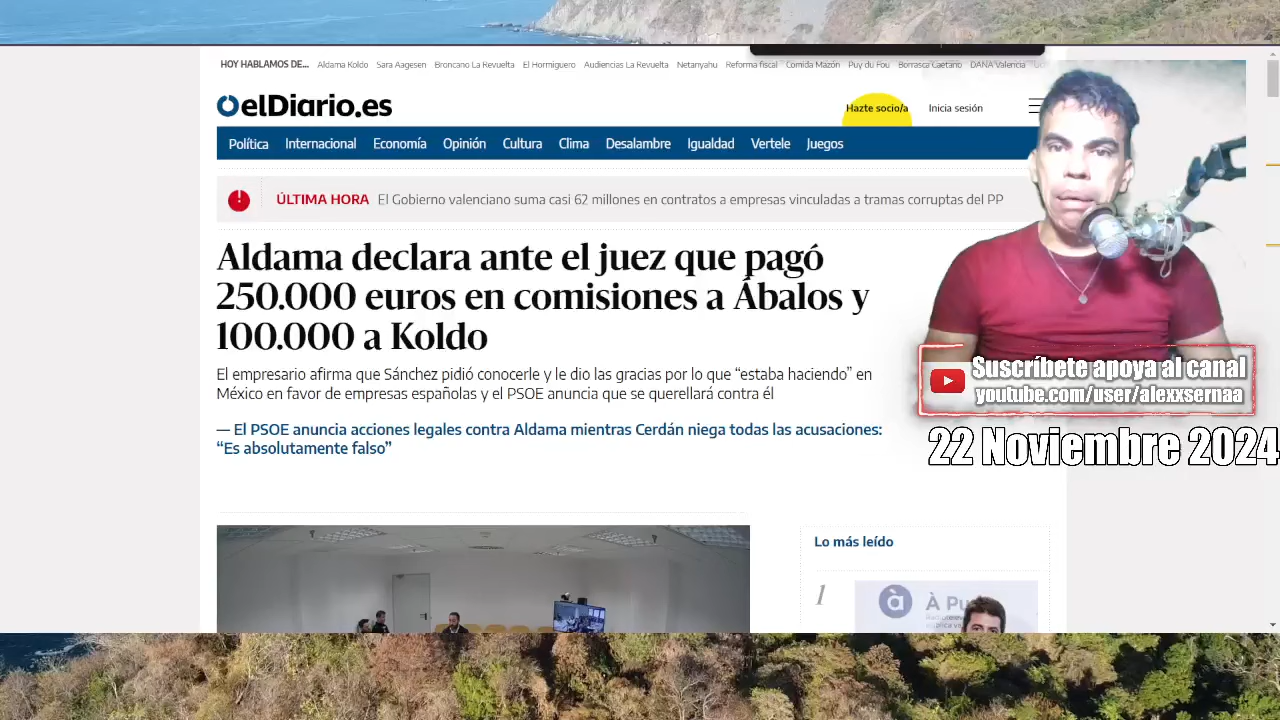 HOY HABLAMOS DE... Aldama Koldo Sara Aagesen Broncano La Revuelta El Hormiguero Audiencias La Revuelta Netanyahu Reforma fiscal Comida Mazón Puy du Fou Borrasca Caetano DANA Valencia
elDiario.es
Hazte socio/a Inicia sesión
Política Internacional Economía Opinión Cultura Clima Desalambre Igualdad Vertele Juegos
ÚLTIMA HORA El Gobierno valenciano suma casi 62 millones en contratos a empresas vinculadas a tramas corruptas del PP
Aldama declara ante el juez que pagó
250.000 euros en comisiones a Ábalos y
100.000 a Koldo
El empresario afirma que Sánchez pidió conocerle y le dio las gracias por lo que “estaba haciendo” en
México en favor de empresas españolas y el PSOE anuncia que se querellará contra él
— El PSOE anuncia acciones legales contra Aldama mientras Cerdán niega todas las acusaciones:
“Es absolutamente falso”
Suscríbete apoya al canal
youtube.com/user/alexxsernaa
22 Noviembre 2024
Lo más leído
1
à À Pu